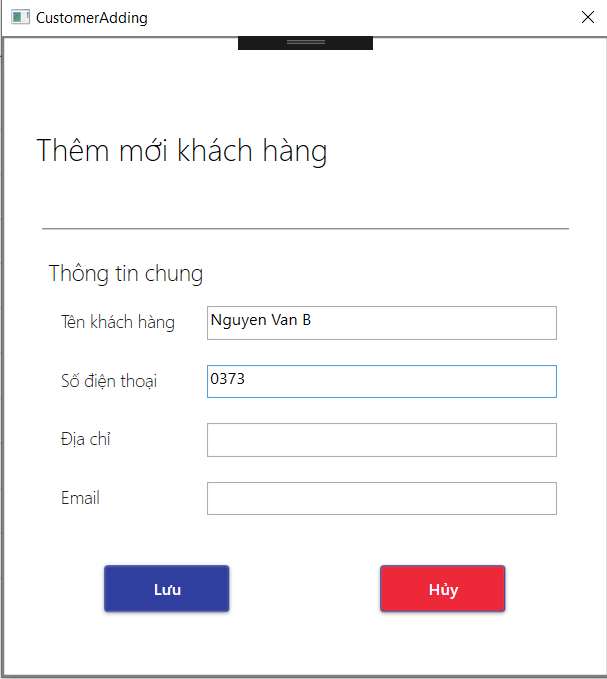 CustomerAdding
Thêm mới khách hàng
Thông tin chung
Tên khách hàng Nguyen Van B
Số điện thoại 0373
Địa chỉ
Email
Lưu Hủy